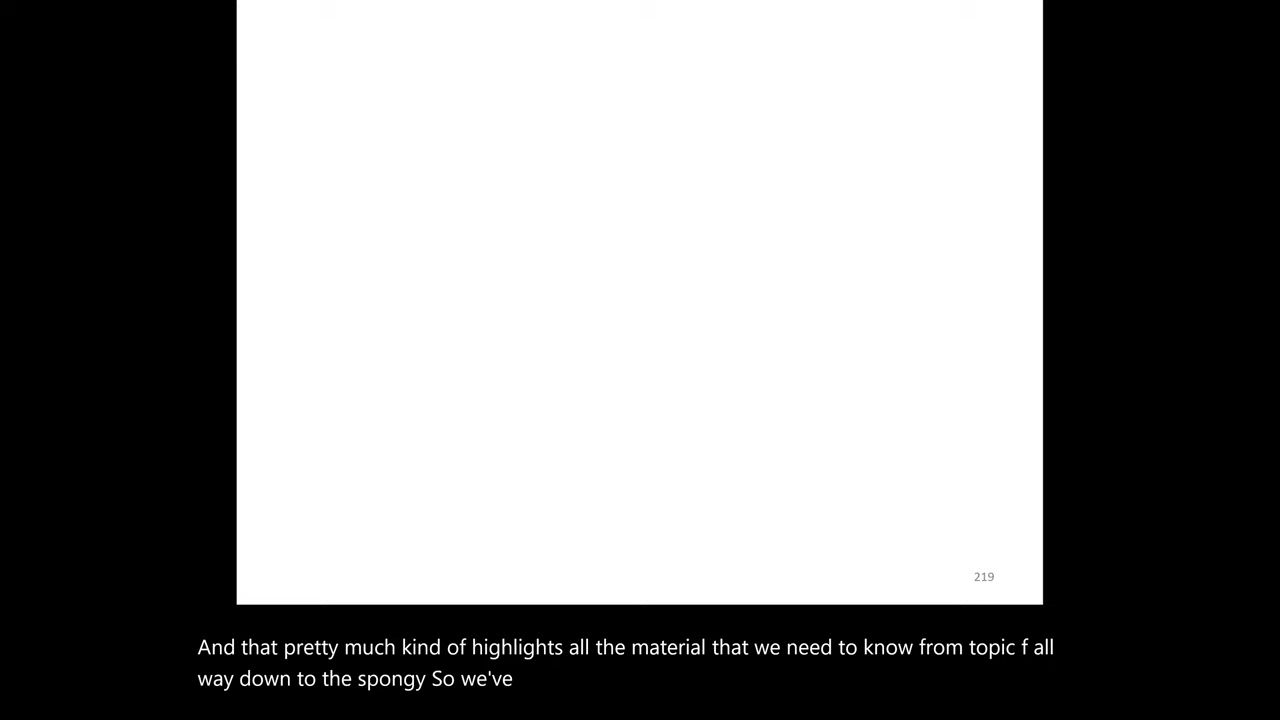 219
And that pretty much kind of highlights all the material that we need to know from topic f all
way down to the spongy So we've